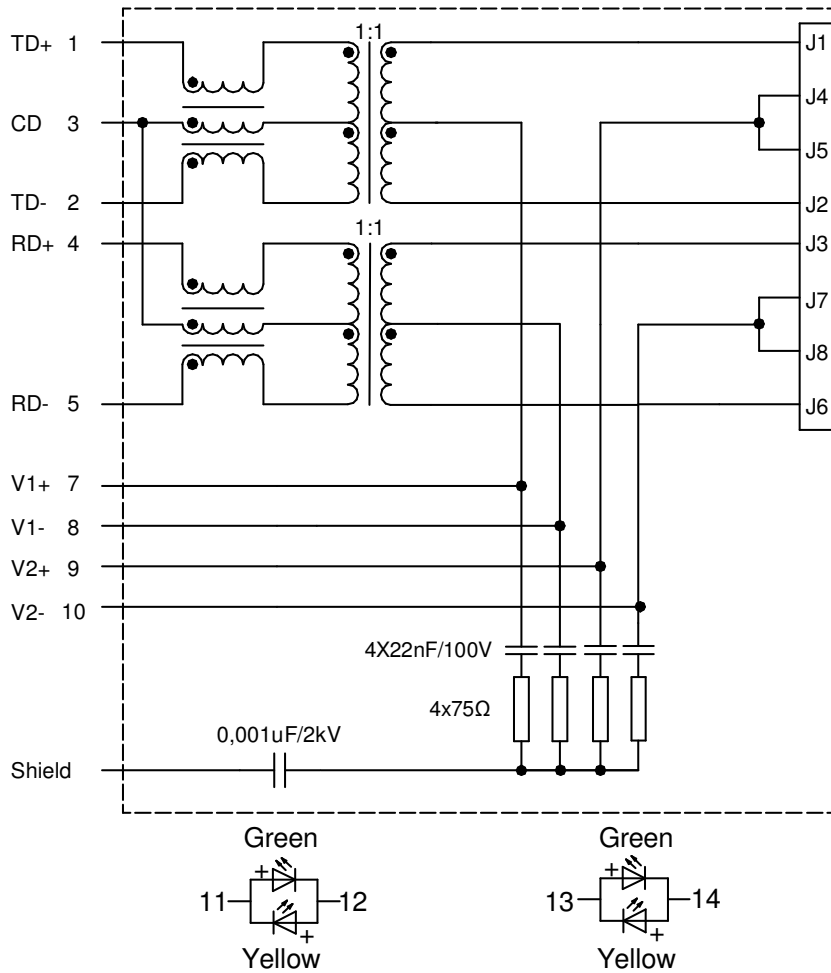 1:1
TD+ 1
J1
J4
CD 3
J5
TD- 2
J2
1:1
RD+ 4
J3
J7
J8
RD- 5
J6
V1+ 7
V1- 8
V2+ 9
V2- 10
4X22nF/100V
4x75Ω
0,001uF/2kV
Shield
Green
+
11
12
+
Yellow
Green
+
13
14
+
Yellow